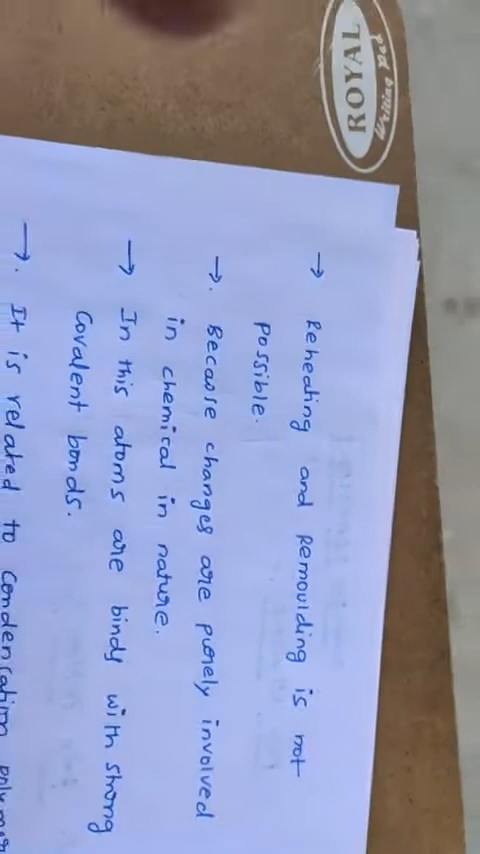 ROYAL
Writing Pad
→ Reheating and Remoulding is not
possible.
→. Because changes are purely involved
in chemical in nature.
→ In this atoms are binds with strong
Covalent bonds.
→. It is related to Condensation polymer